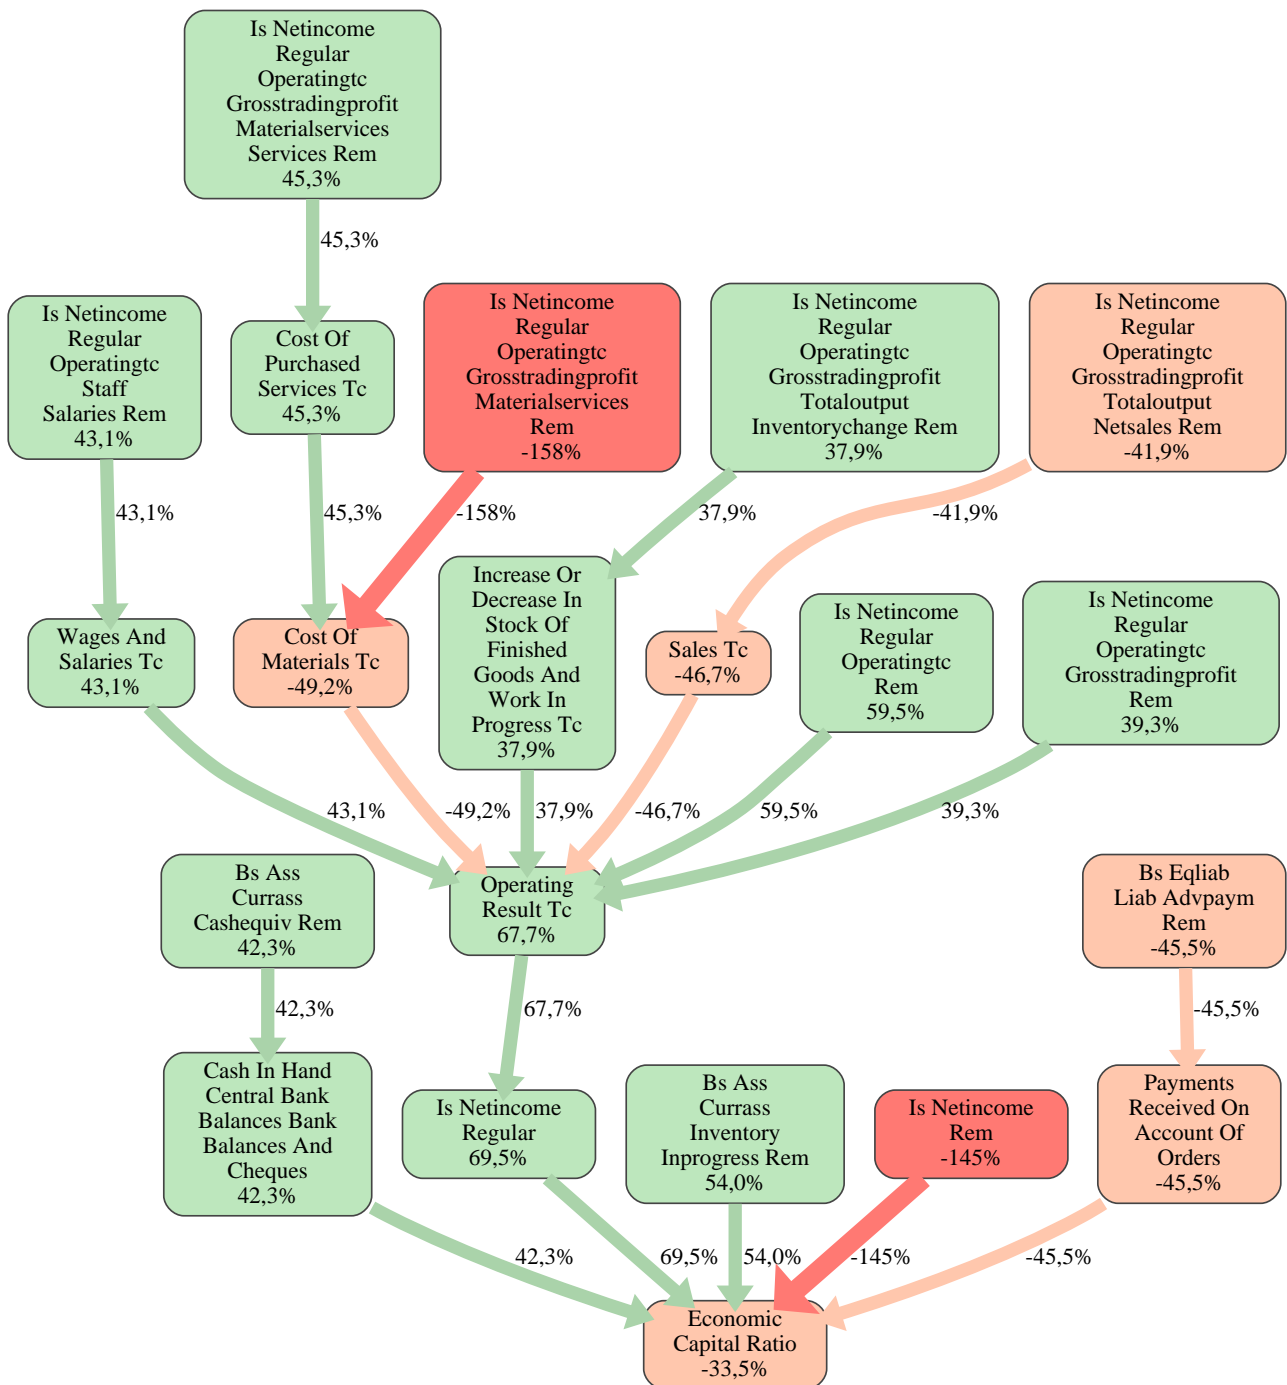 Is Netincome
Regular
Operatingtc
Grosstradingprofit
Materialservices
Services Rem
45,3%
45,3%
Is Netincome
Regular
Operatingtc
Staff
Salaries Rem
43,1%
Cost Of
Purchased
Services Tc
45,3%
Is Netincome
Regular
Operatingtc
Grosstradingprofit
Materialservices
Rem
-158%
Is Netincome
Regular
Operatingtc
Grosstradingprofit
Totaloutput
Inventorychange Rem
37,9%
Is Netincome
Regular
Operatingtc
Grosstradingprofit
Totaloutput
Netsales Rem
-41,9%
43,1%
45,3%
-158%
37,9%
-41,9%
Wages And
Salaries Tc
43,1%
Cost Of
Materials Tc
-49,2%
Increase Or
Decrease In
Stock Of
Finished
Goods And
Work In
Progress Tc
37,9%
Sales Tc
-46,7%
Is Netincome
Regular
Operatingtc
Rem
59,5%
Is Netincome
Regular
Operatingtc
Grosstradingprofit
Rem
39,3%
43,1%
-49,2%
37,9%
-46,7%
59,5%
39,3%
Bs Ass
Currass
Cashequiv Rem
42,3%
Operating
Result Tc
67,7%
Bs Eqliab
Liab Advpaym
Rem
-45,5%
42,3%
67,7%
-45,5%
Cash In Hand
Central Bank
Balances Bank
Balances And
Cheques
42,3%
Is Netincome
Regular
69,5%
Bs Ass
Currass
Inventory
Inprogress Rem
54,0%
Is Netincome
Rem
-145%
Payments
Received On
Account Of
Orders
-45,5%
42,3%
69,5%
54,0%
-145%
-45,5%
Economic
Capital Ratio
-33,5%